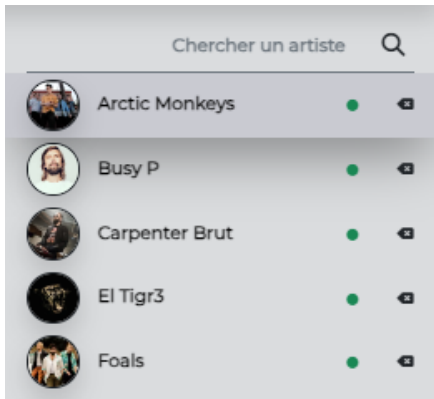 Chercher un artiste
Arctic Monkeys
Busy P
Carpenter Brut
El Tigr3
Foals